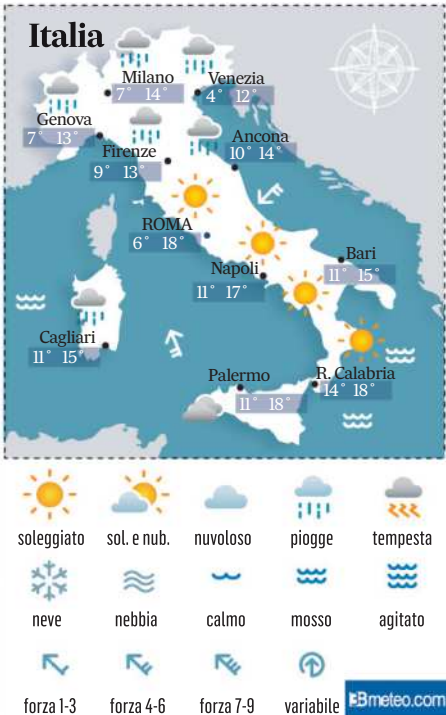 Italia
Milano
7° 14°
Venezia
4° 12°
Genova
7° 13°
Firenze
9° 13°
Ancona
10° 14°
ROMA
6° 18°
Napoli
11° 17°
Bari
11° 15°
Cagliari
11° 15
Palermo
11° 18°
R. Calabria
14° 18°
soleggiato sol. e nub. nuvoloso piogge tempesta
neve nebbia calmo mosso agitato
forza 1-3 forza 4-6 forza 7-9 variabile
3Bmeteo.com